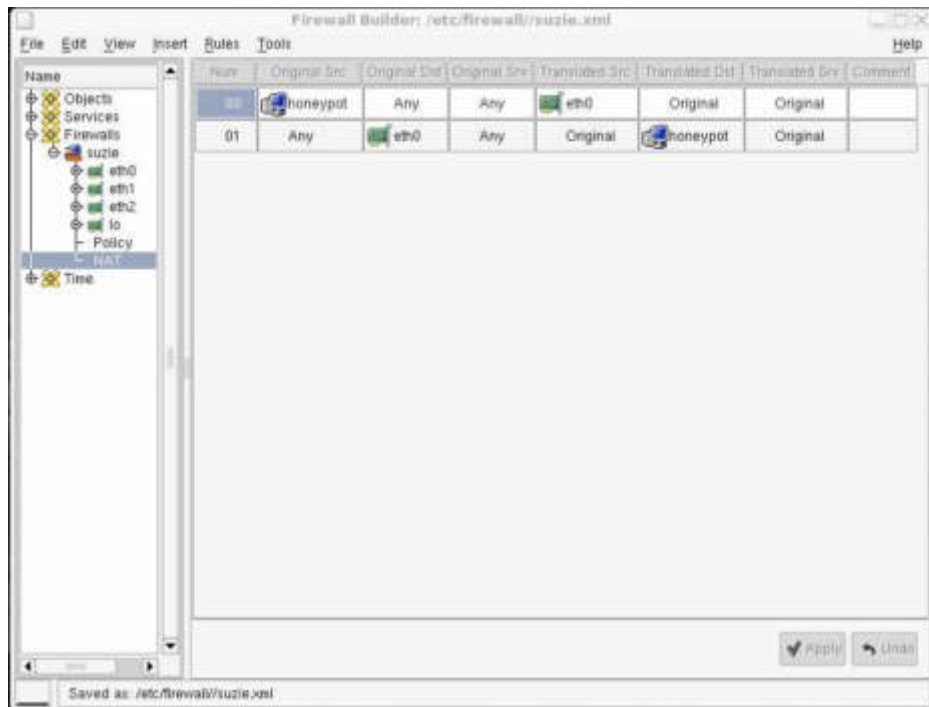 Firewall Builder: /etc/firewall//suzie.xml
File Edit View Insert Rules Tools Help
Name
Objects
Services
Firewalls
suzie
eth0
eth1
eth2
lo
Policy
NAT
Time
Num Original Src Original Dst Original Srv Translated Src Translated Dst Translated Srv Comment
00 honeypot Any Any eth0 Original Original
01 Any eth0 Any Original honeypot Original
Apply Undo
Saved as: /etc/firewall//suzie.xml